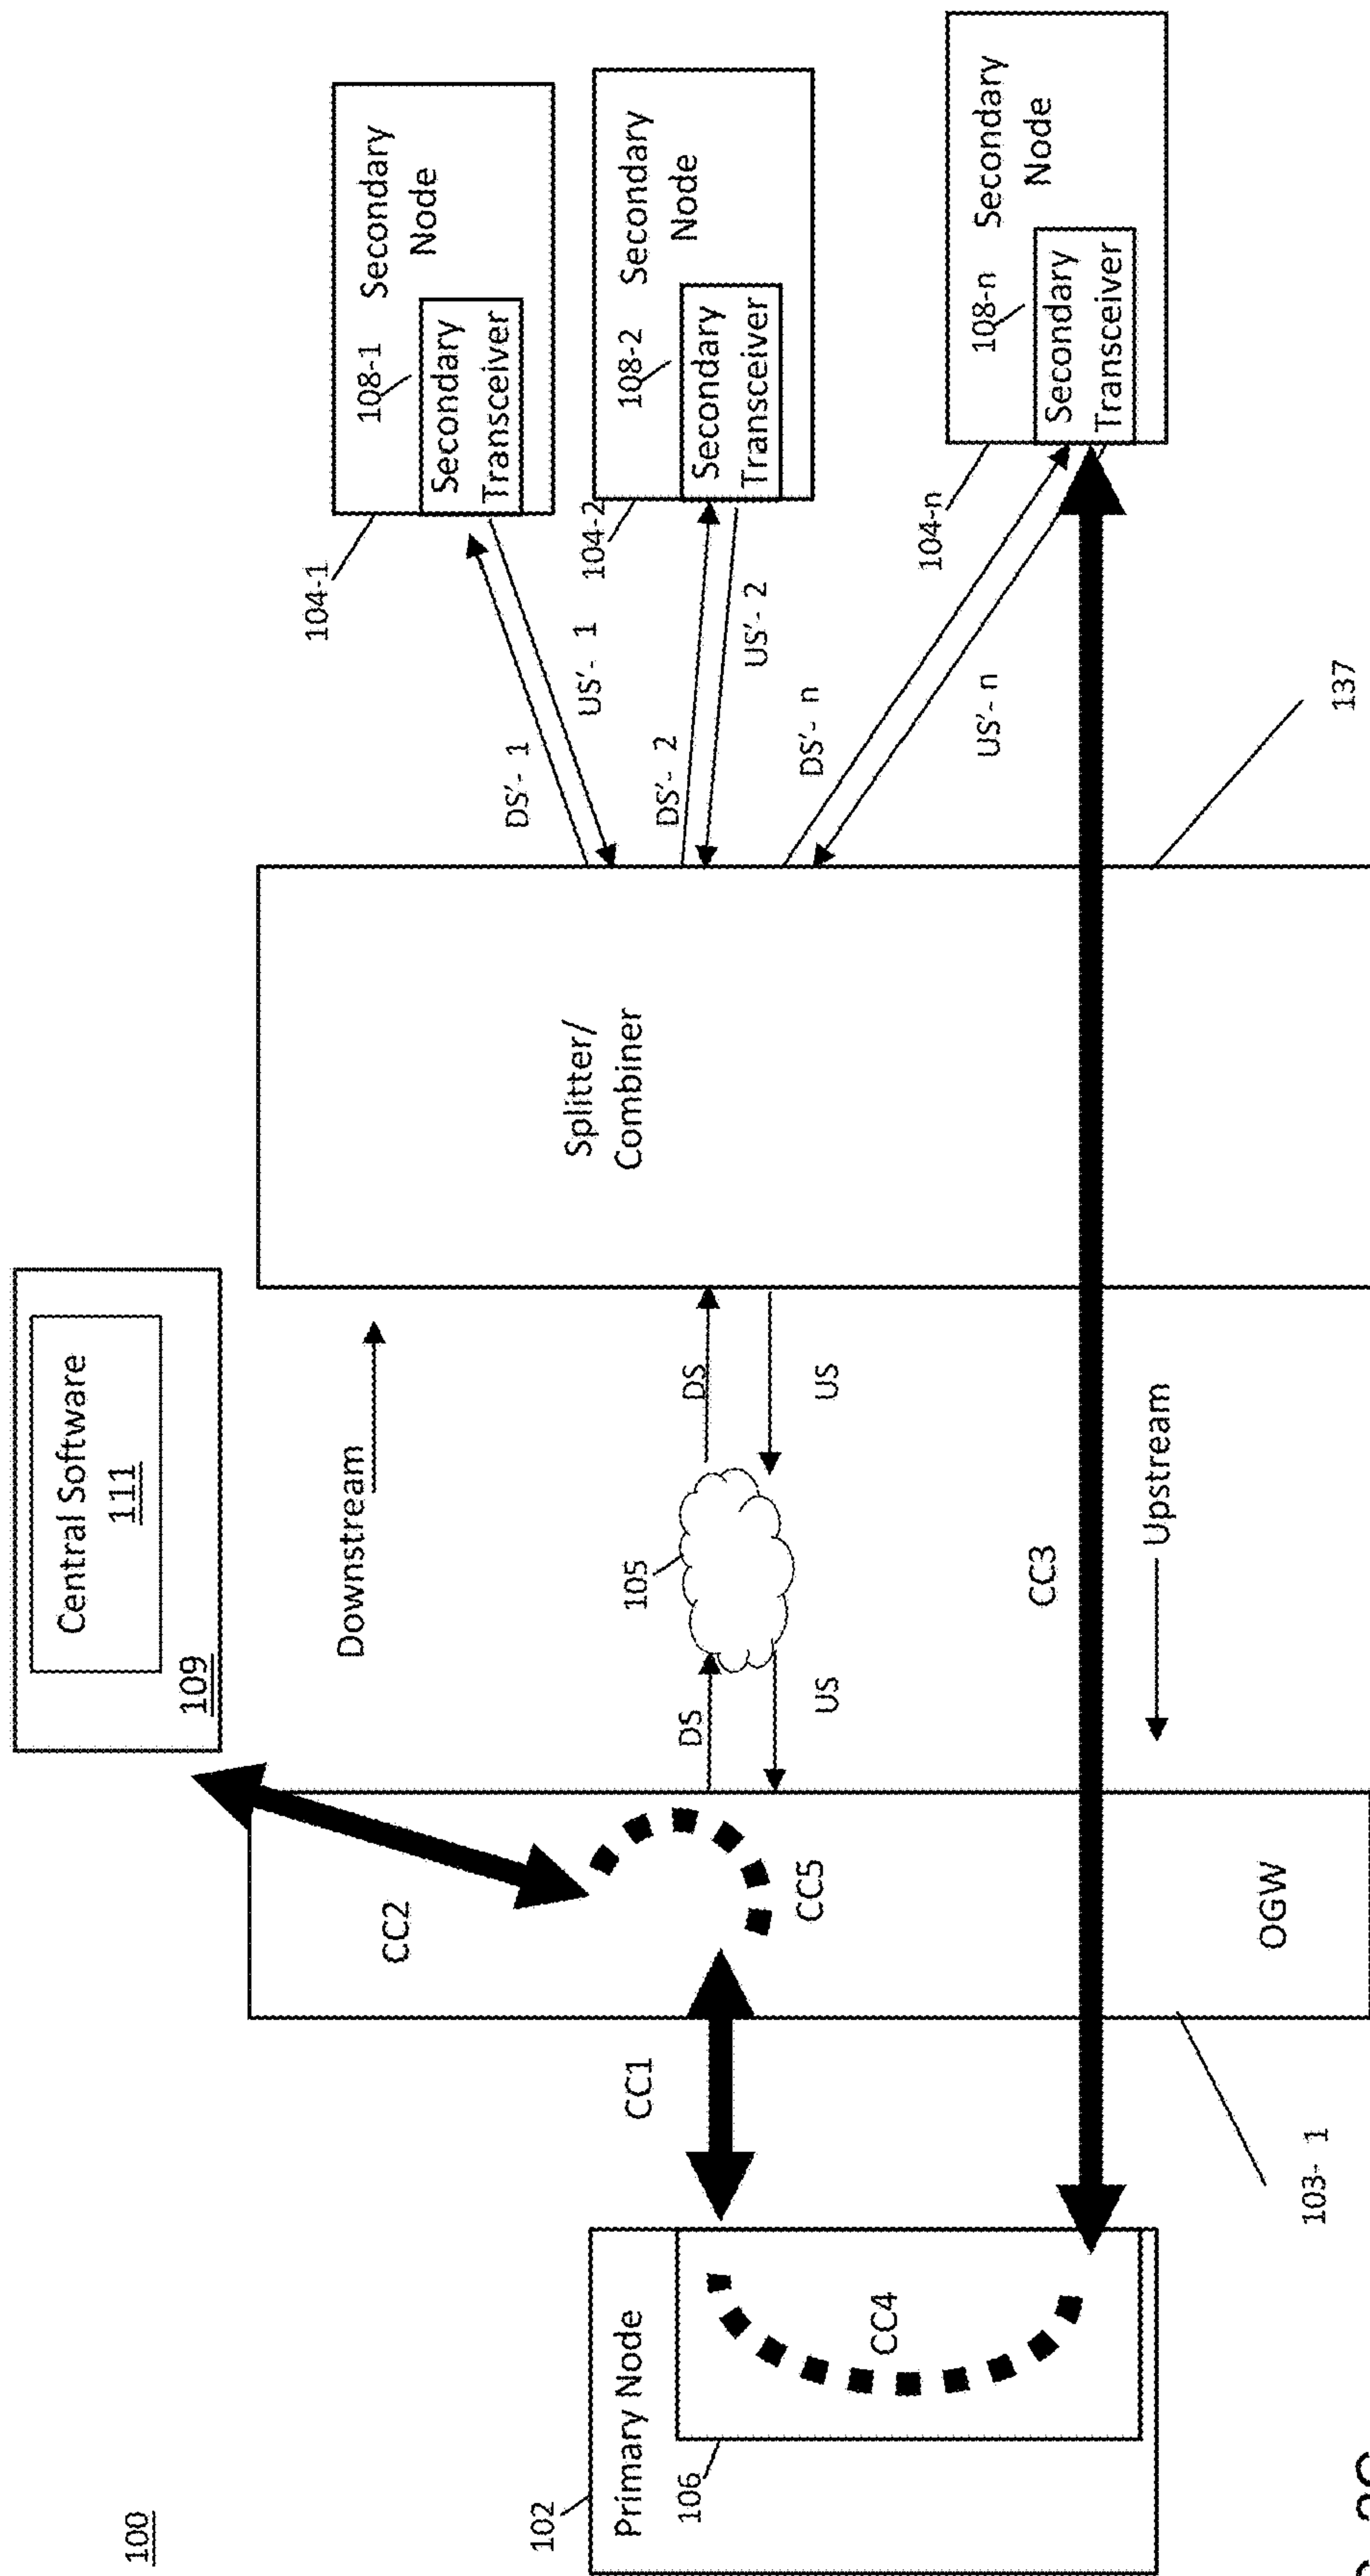 100
Central Software
111
109
Downstream
Upstream
102
Primary Node
106
CC4
CC1
CC2
CC5
OGW
103- 1
DS
US
105
DS
US
CC3
Splitter/
Combiner
137
DS'- 1
US'- 1
DS'- 2
US'- 2
DS'- n
US'- n
104-1
108-1
Secondary
Node
Secondary
Transceiver
104-2
108-2
Secondary
Node
Secondary
Transceiver
104-n
108-n
Secondary
Node
Secondary
Transceiver